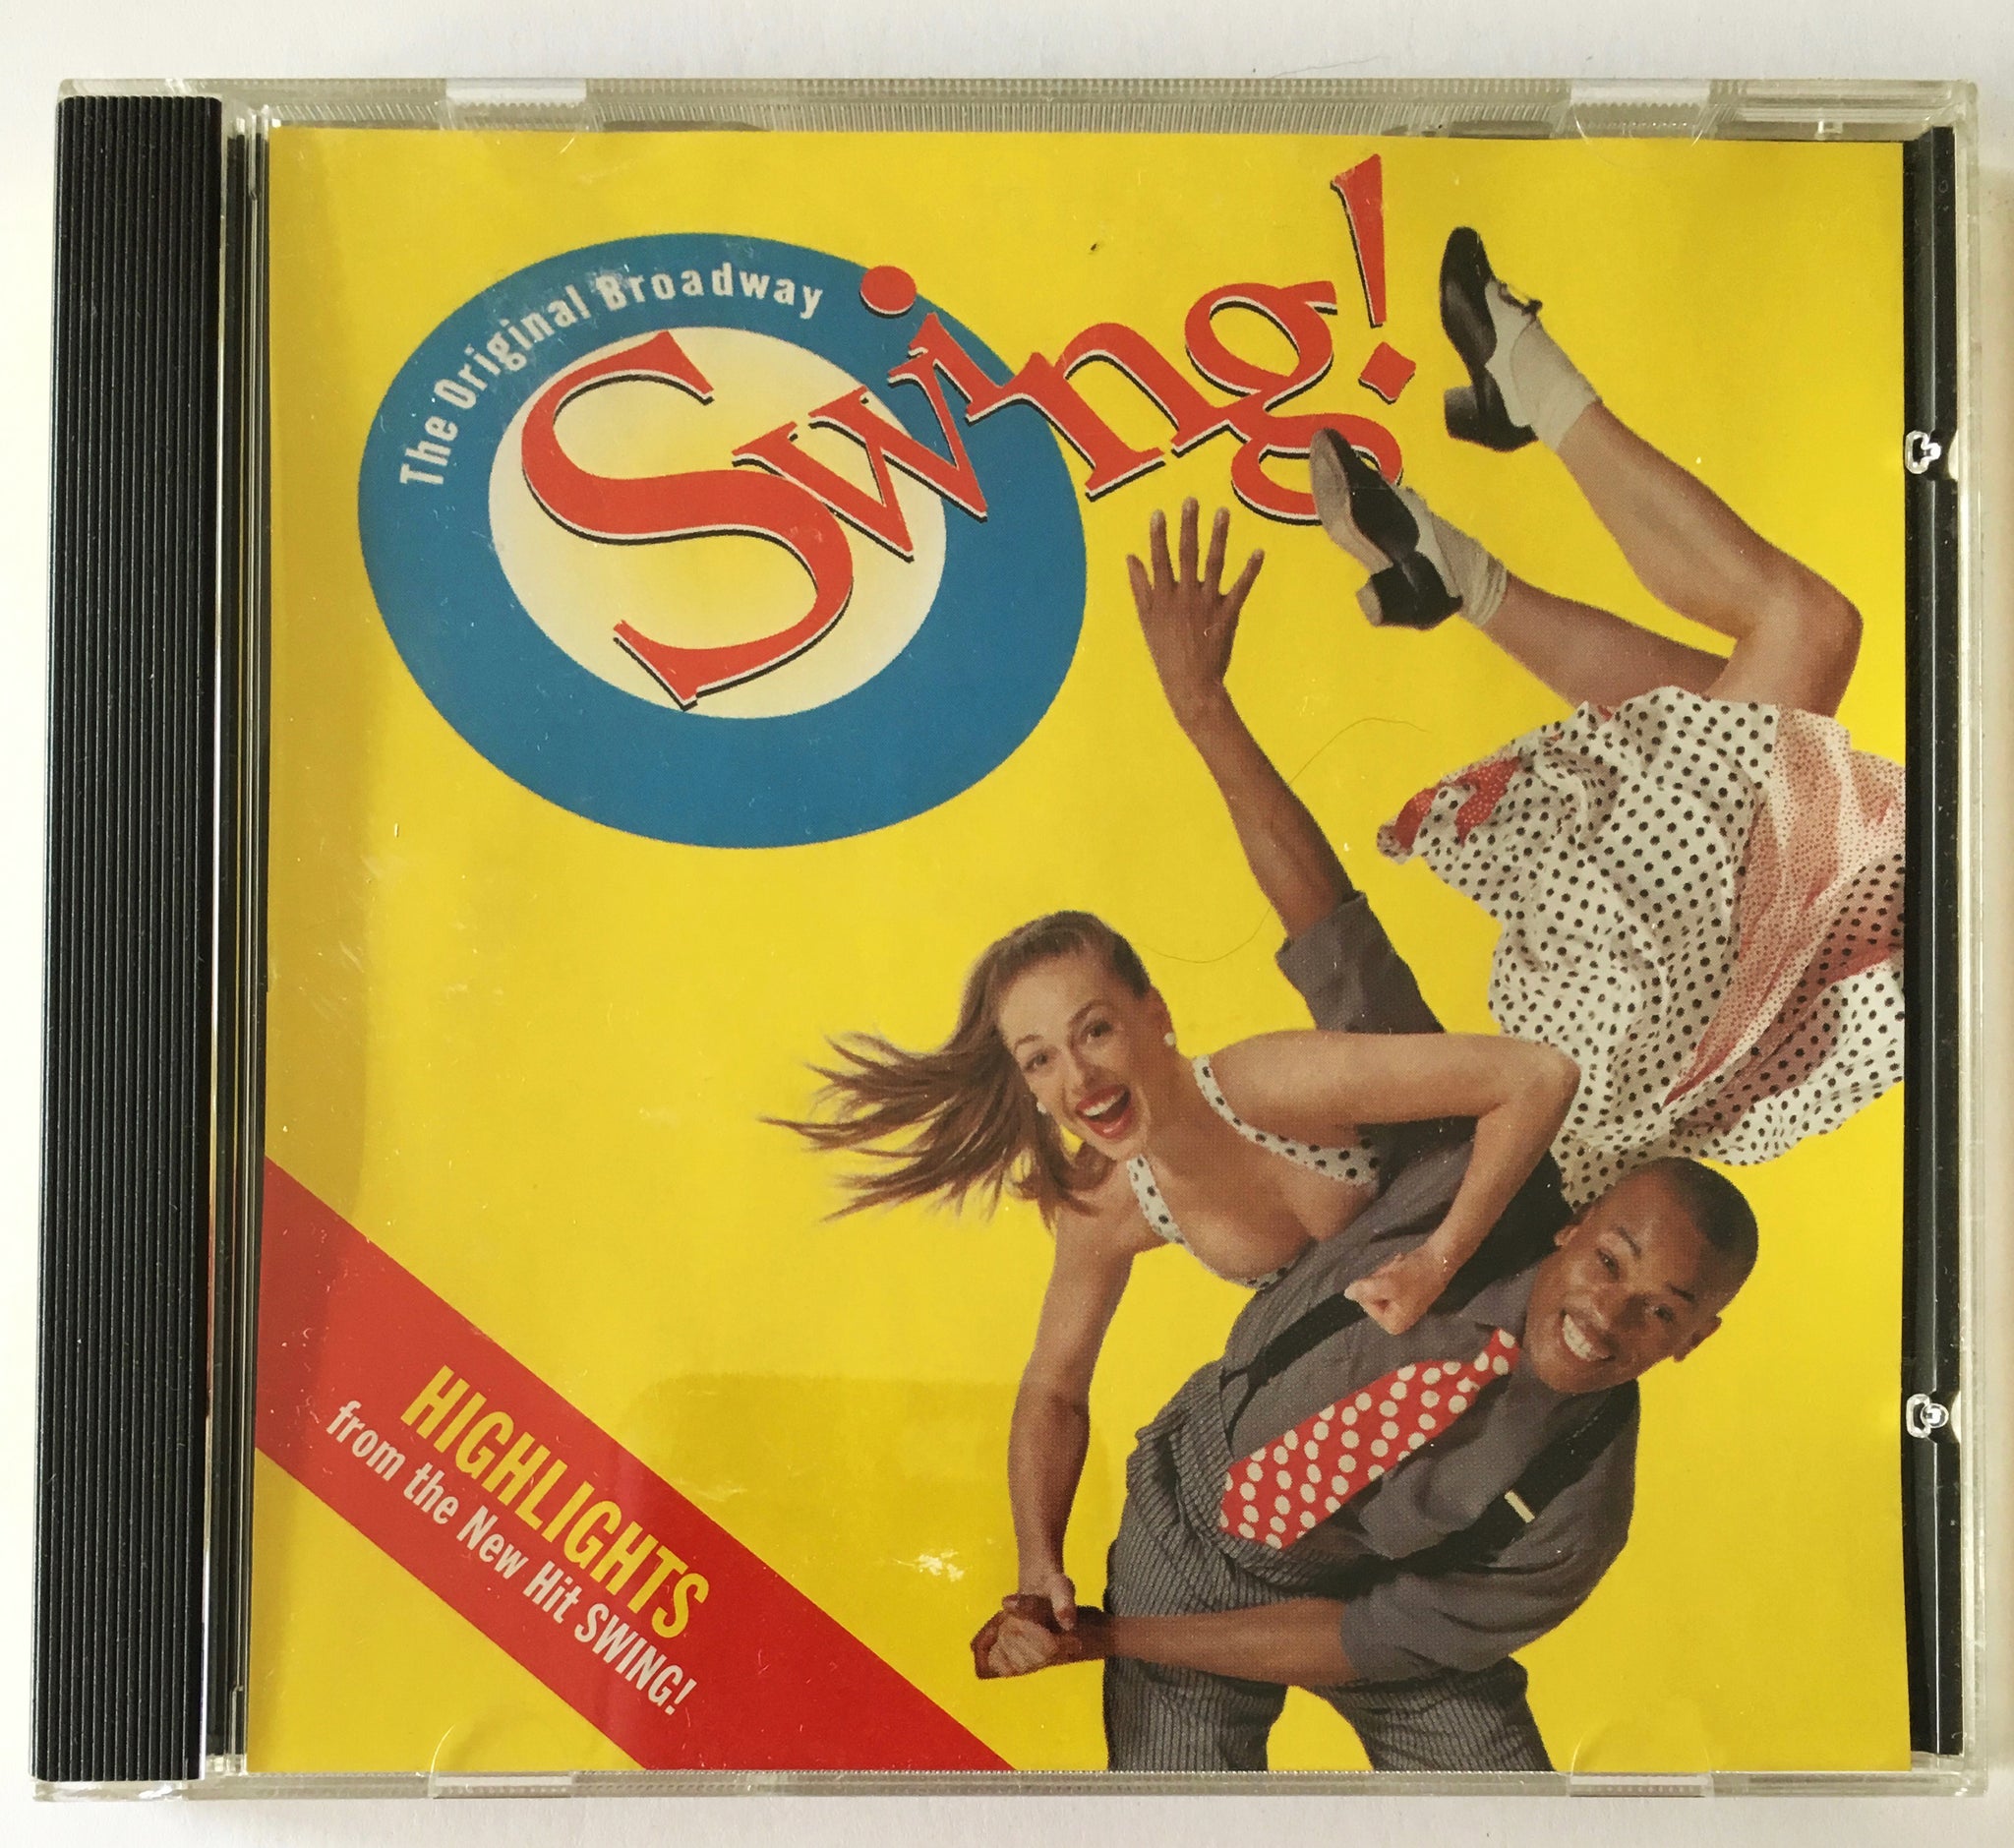 The Original Broadway
Swing!
HIGHLIGHTS
from the New Hit SWING!